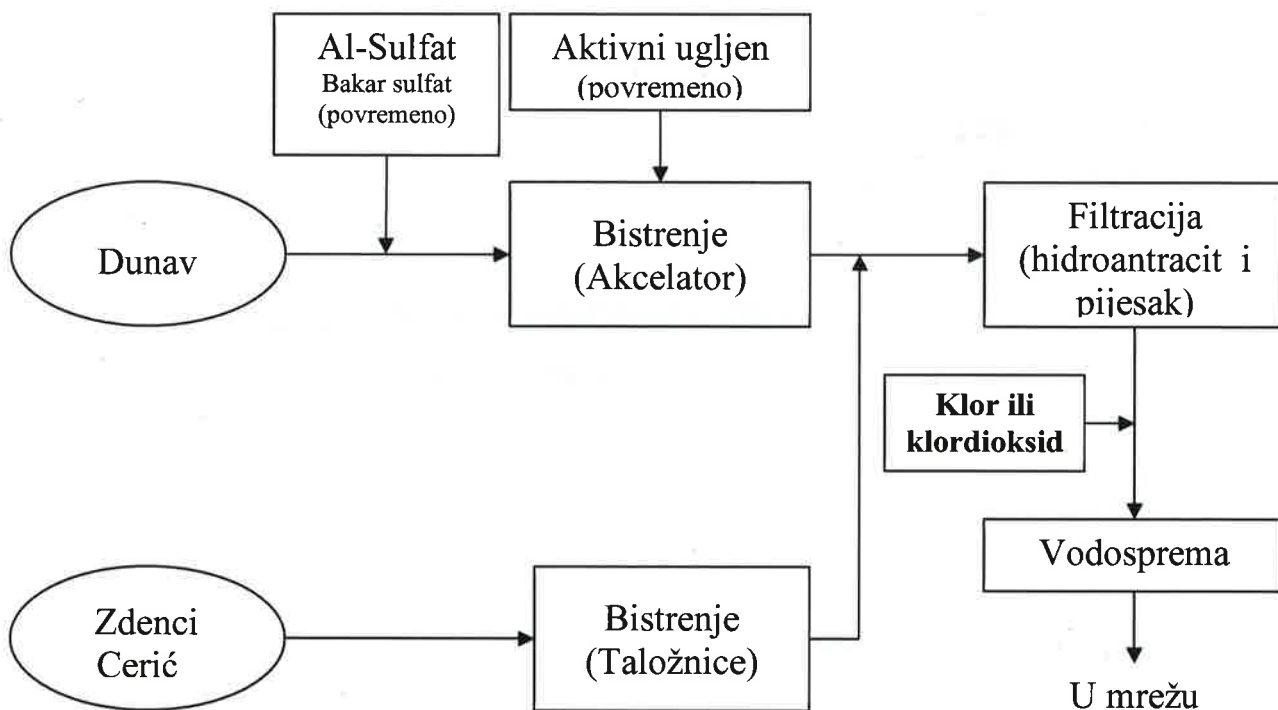 Al-Sulfat
Bakar sulfat
(povremeno)
Aktivni ugljen
(povremeno)
Dunav
Bistrenje
(Akcelator)
Filtracija
(hidroantracit i
pijesak)
Klor ili
klordioksid
Vodosprema
Zdenci
Cerić
Bistrenje
(Taložnice)
U mrežu